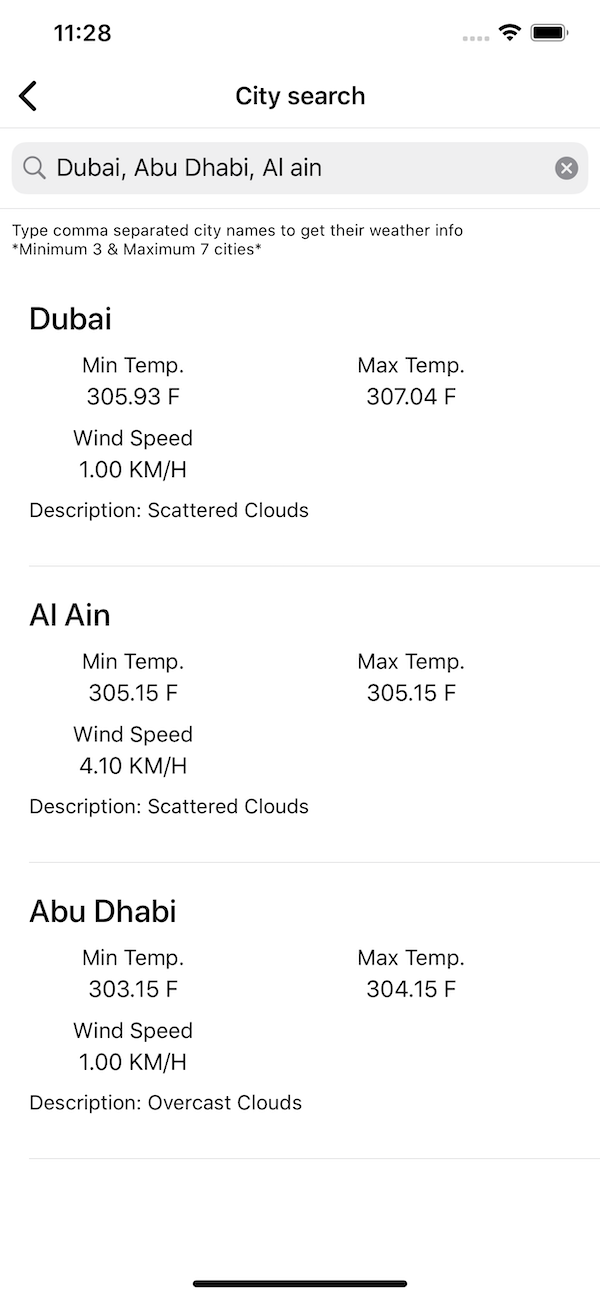 11:28
City search
Dubai, Abu Dhabi, Al ain
Type comma separated city names to get their weather info
*Minimum 3 & Maximum 7 cities*
Dubai
Min Temp. Max Temp.
305.93 F 307.04 F
Wind Speed
1.00 KM/H
Description: Scattered Clouds
Al Ain
Min Temp. Max Temp.
305.15 F 305.15 F
Wind Speed
4.10 KM/H
Description: Scattered Clouds
Abu Dhabi
Min Temp. Max Temp.
303.15 F 304.15 F
Wind Speed
1.00 KM/H
Description: Overcast Clouds